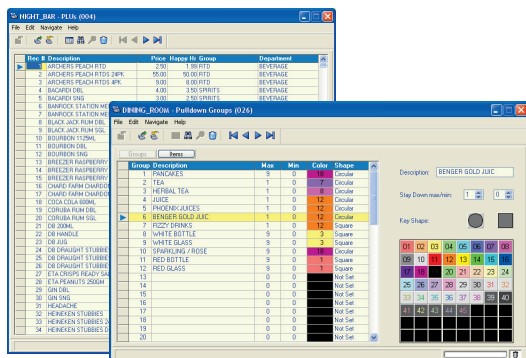 NIGHT_BAR - PLUs (004)
File Edit Navigate Help
Rec # Description Price Happy Hr Group Department
1 ARCHERS PEACH RTD 2.50 1.99 RTD BEVERAGE
2 ARCHERS PEACH RTDS 24PK 55.00 50.00 RTD BEVERAGE
3 ARCHERS PEACH RTDS 4PK 9.00 8.00 RTD BEVERAGE
4 BACARDI DBL 4.00 3.50 SPIRITS BEVERAGE
5 BACARDI SNG 3.00 2.50 SPIRITS BEVERAGE
6 BANROCK STATION ME
7 BANROCK STATION ME
8 BLACK JACK RUM DBL
9 BLACK JACK RUM SGL
10 BOURBON 1125ML
11 BOURBON DBL
12 BOURBON SNG
13 BREEZER RASPBERRY
14 BREEZER RASPBERRY
15 BREEZER RASPBERRY
16 CHARD FARM CHARDON
17 CHARD FARM CHARDON
18 COCA COLA 600ML
19 CORUBA RUM DBL
20 CORUBA RUM SGL
21 DB 200ML
22 DB HANDLE
23 DB JUG
24 DB DRAUGHT STUBBIE
25 DB DRAUGHT STUBBIE
26 DB DRAUGHT STUBBIE
27 ETA CRISPS READY SA
28 ETA PEANUTS 250GM
29 GIN DBL
30 GIN SNG
31 HEADACHE
32 HEINEKEN STUBBIES
33 HEINEKEN STUBBIES 2
34 HEINEKEN STUBBIES D
DINING_ROOM - Pulldown Groups (026)
File Edit Navigate Help
Groups Items
Group Description Max Min Color Shape
1 PANCAKES 9 0 18 Circular
2 TEA 1 0 7 Circular
3 HERBAL TEA 1 0 8 Circular
4 JUICE 1 0 12 Circular
5 PHOENIX JUICES 1 0 12 Circular
6 BENGER GOLD JUIC 1 0 12 Circular
7 FIZZY DRINKS 1 0 12 Square
8 WHITE BOTTLE 9 0 3 Square
9 WHITE GLASS 9 0 3 Square
10 SPARKLING / ROSE 9 0 18 Circular
11 RED BOTTLE 9 0 1 Square
12 RED GLASS 9 0 1 Square
13 0 0 Not Set
14 0 0 Not Set
15 0 0 Not Set
16 0 0 Not Set
17 0 0 Not Set
18 0 0 Not Set
19 0 0 Not Set
20 0 0 Not Set
Description: BENGER GOLD JUIC
Stay Down max/min: 1 0
Key Shape:
01 02 03 04 05 06 07 08
09 10 11 12 13 14 15 16
17 18 20 21 22 23 24
25 26 27 28 29 30 31 32
33 34 35 36 37 38 39 40
41 42 43 44 45